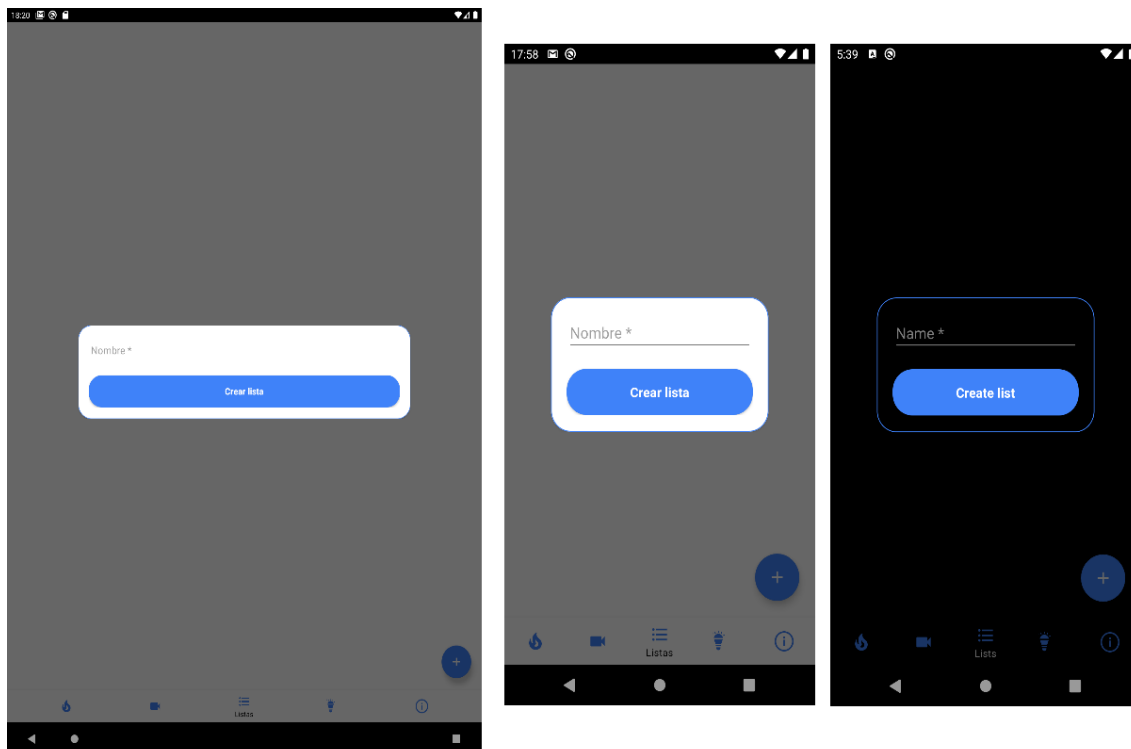 18:20
Nombre *
Crear lista
Listas
17:58
Nombre *
Crear lista
Listas
5:39
Name *
Create list
Lists